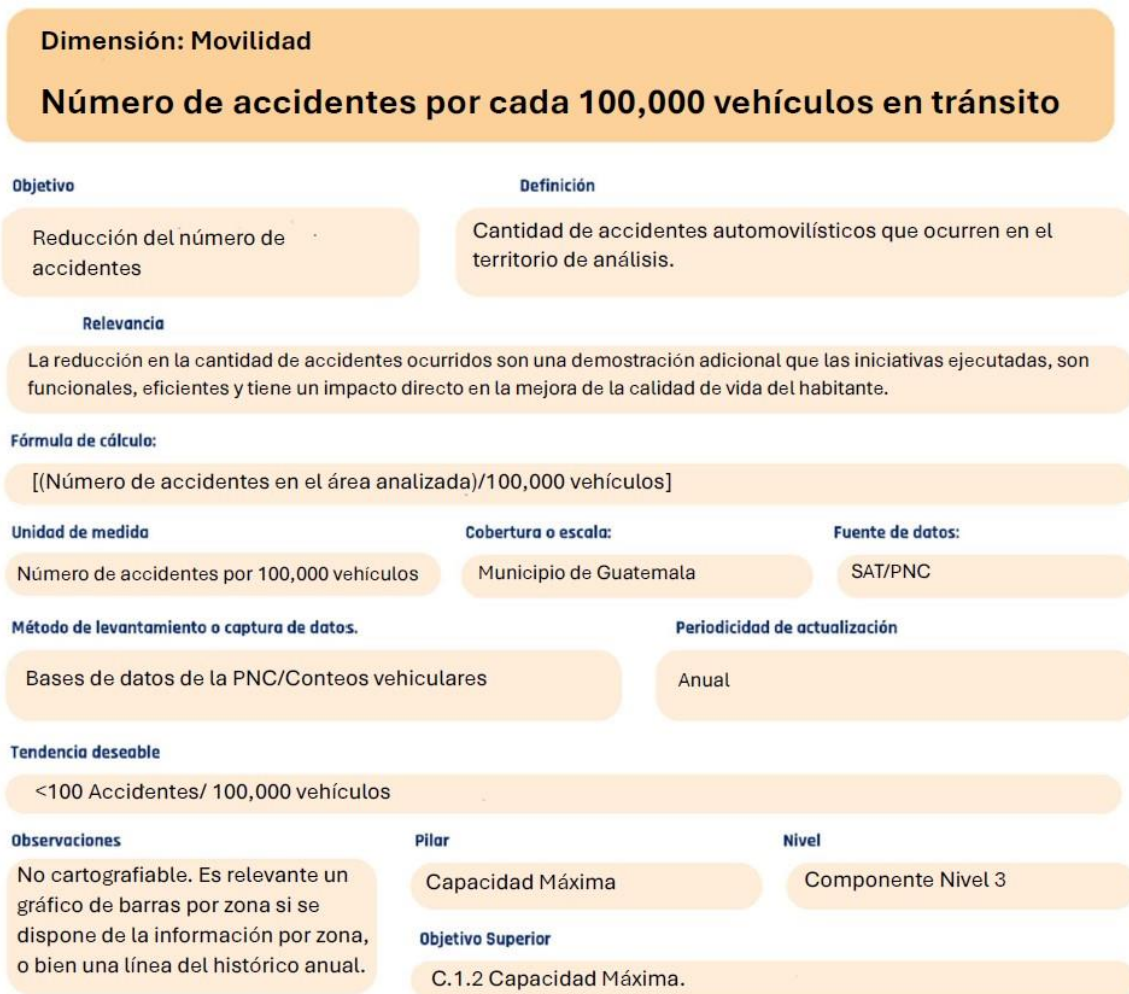 Dimensión: Movilidad
Número de accidentes por cada 100,000 vehículos en tránsito
Objetivo
Definición
Reducción del número de
accidentes
Cantidad de accidentes automovilísticos que ocurren en el
territorio de análisis.
Relevancia
La reducción en la cantidad de accidentes ocurridos son una demostración adicional que las iniciativas ejecutadas, son
funcionales, eficientes y tiene un impacto directo en la mejora de la calidad de vida del habitante.
Fórmula de cálculo:
[(Número de accidentes en el área analizada)/100,000 vehículos]
Unidad de medida
Cobertura o escala:
Fuente de datos:
Número de accidentes por 100,000 vehículos
Municipio de Guatemala
SAT/PNC
Método de levantamiento o captura de datos.
Periodicidad de actualización
Bases de datos de la PNC/Conteos vehiculares
Anual
Tendencia deseable
<100 Accidentes/ 100,000 vehículos
Observaciones
Pilar
Nivel
No cartografiable. Es relevante un
gráfico de barras por zona si se
dispone de la información por zona,
o bien una línea del histórico anual.
Capacidad Máxima
Componente Nivel 3
Objetivo Superior
C.1.2 Capacidad Máxima.